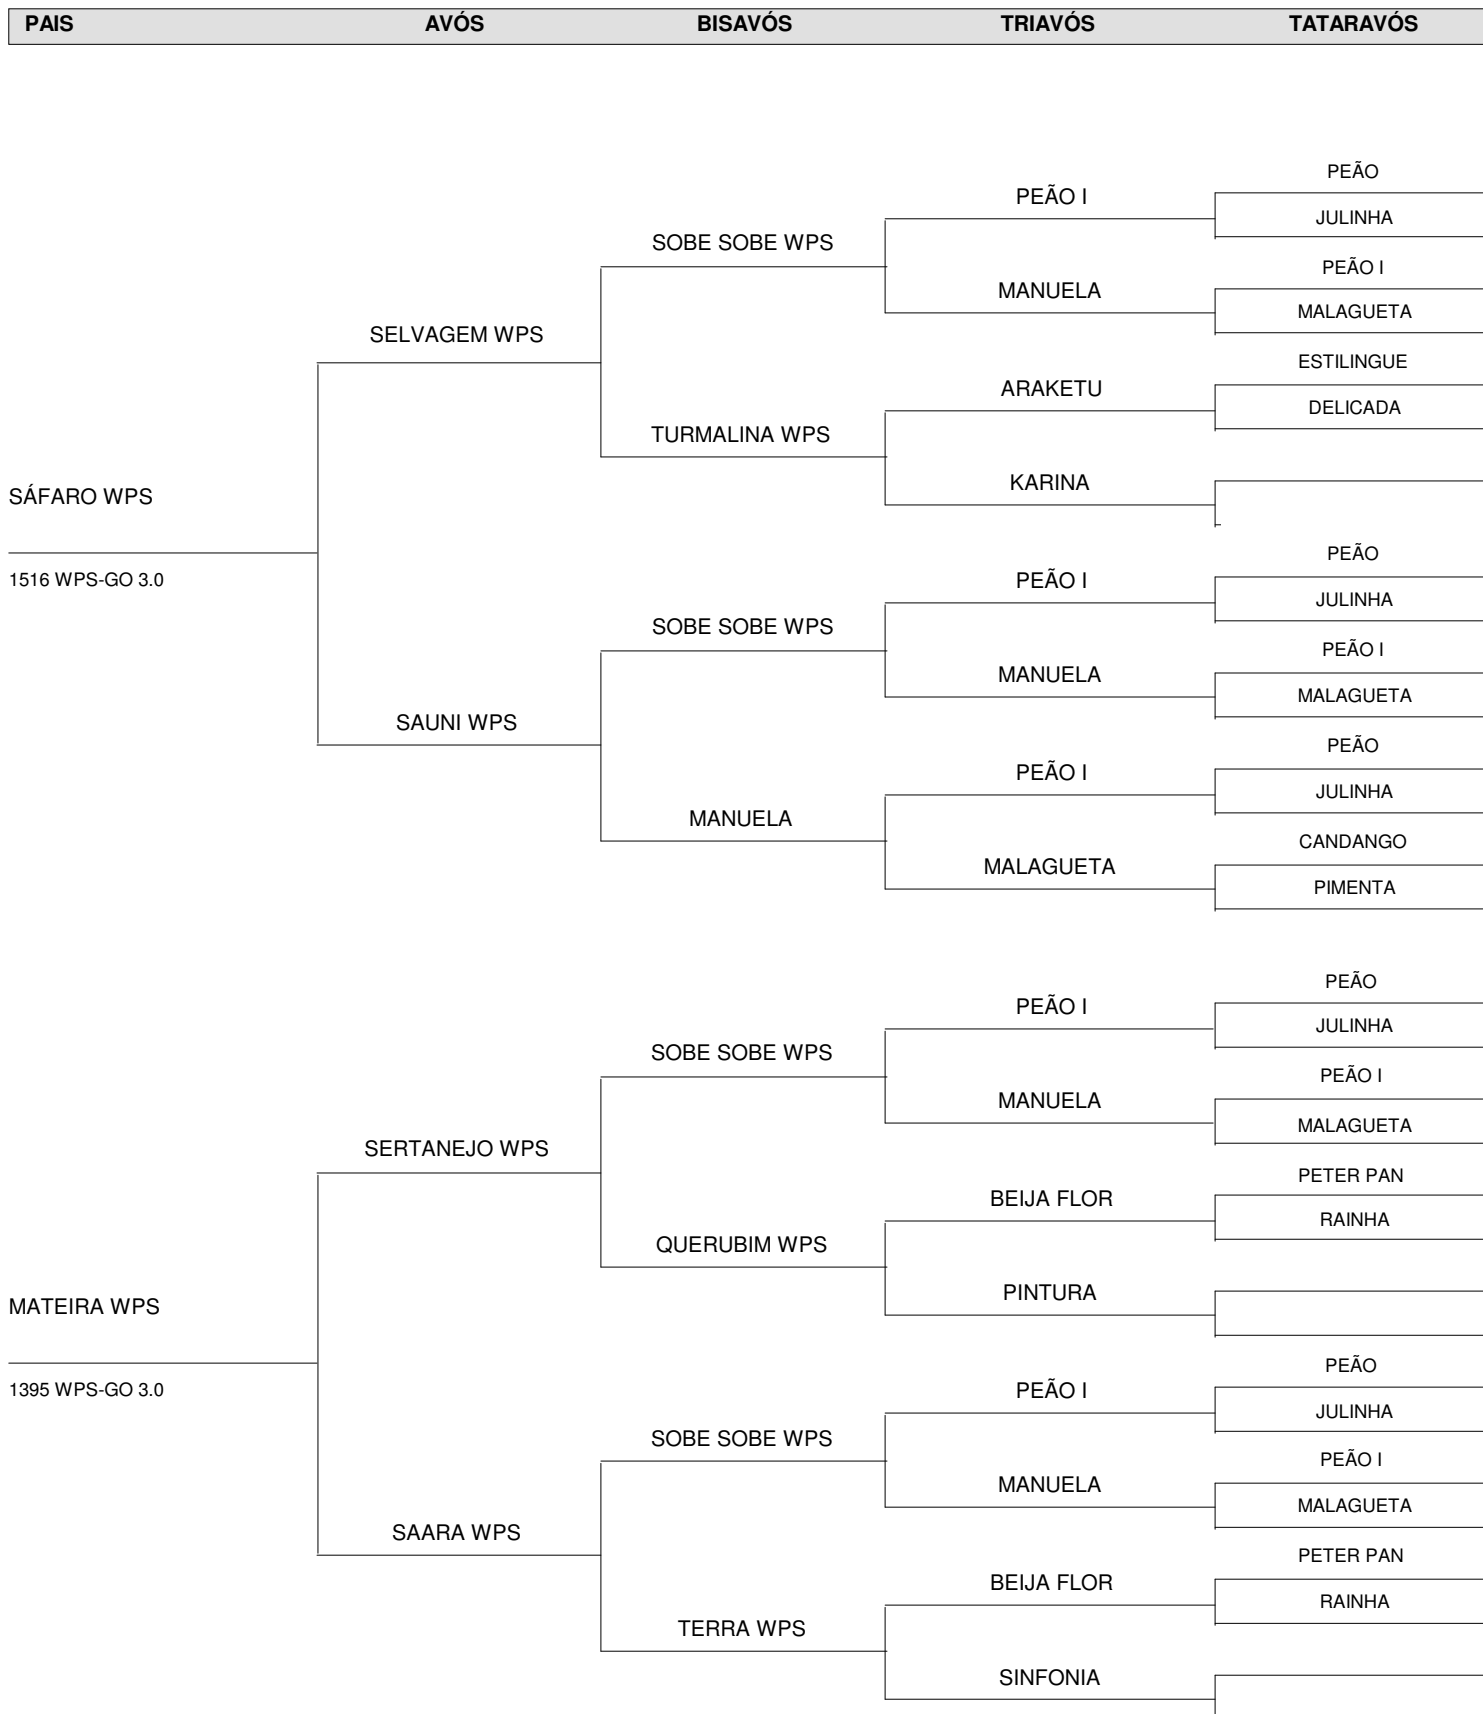 PAIS AVÓS BISAVÓS TRIAVÓS TATARAVÓS
PEÃO
PEÃO I
JULINHA
SOBE SOBE WPS
PEÃO I
MANUELA
MALAGUETA
SELVAGEM WPS
ESTILINGUE
ARAKETU
DELICADA
TURMALINA WPS
KARINA
SÁFARO WPS
PEÃO
1516 WPS-GO 3.0
PEÃO I
JULINHA
SOBE SOBE WPS
PEÃO I
MANUELA
MALAGUETA
SAUNI WPS
PEÃO
PEÃO I
JULINHA
MANUELA
CANDANGO
MALAGUETA
PIMENTA
PEÃO
PEÃO I
JULINHA
SOBE SOBE WPS
PEÃO I
MANUELA
MALAGUETA
SERTANEJO WPS
PETER PAN
BEIJA FLOR
RAINHA
QUERUBIM WPS
PINTURA
MATEIRA WPS
PEÃO
1395 WPS-GO 3.0
PEÃO I
JULINHA
SOBE SOBE WPS
PEÃO I
MANUELA
MALAGUETA
SAARA WPS
PETER PAN
BEIJA FLOR
RAINHA
TERRA WPS
SINFONIA